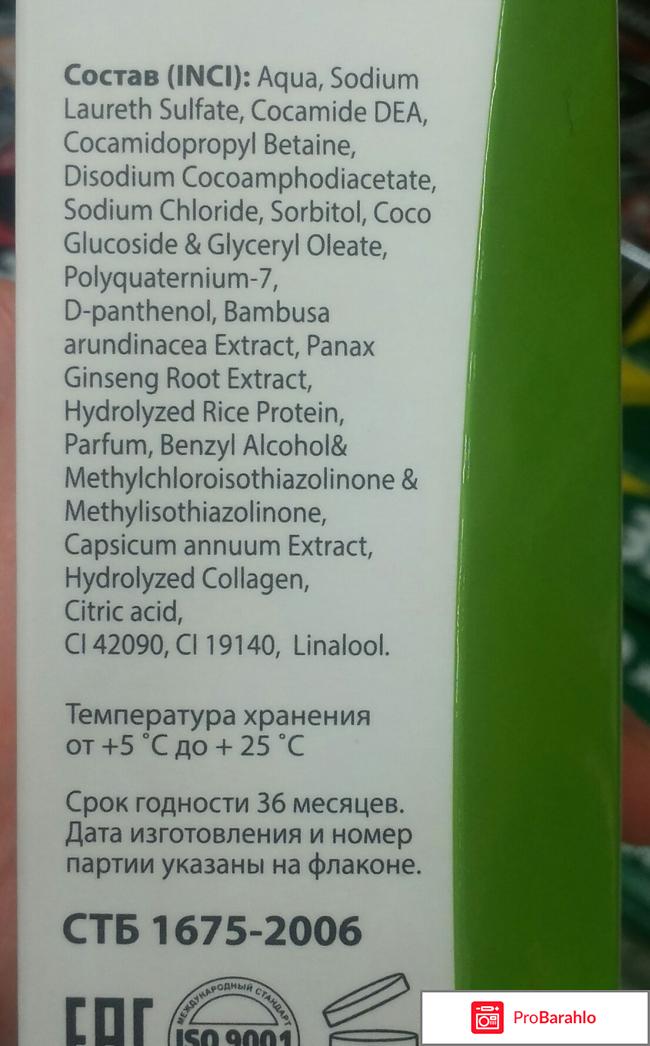 Состав (INCI): Aqua, Sodium
Laureth Sulfate, Cocamide DEA,
Cocamidopropyl Betaine,
Disodium Cocoamphodiacetate,
Sodium Chloride, Sorbitol, Coco
Glucoside & Glyceryl Oleate,
Polyquaternium-7,
D-panthenol, Bambusa
arundinacea Extract, Panax
Ginseng Root Extract,
Hydrolyzed Rice Protein,
Parfum, Benzyl Alcohol&
Methylchloroisothiazolinone &
Methylisothiazolinone,
Capsicum annuum Extract,
Hydrolyzed Collagen,
Citric acid,
CI 42090, CI 19140, Linalool.
Температура хранения
от +5 °С до + 25 °С
Срок годности 36 месяцев.
Дата изготовления и номер
партии указаны на флаконе.
СТБ 1675-2006
EAC
МЕЖДУНАРОДНЫЙ СТАНДАРТ
ISO 9001
ProBarahlo